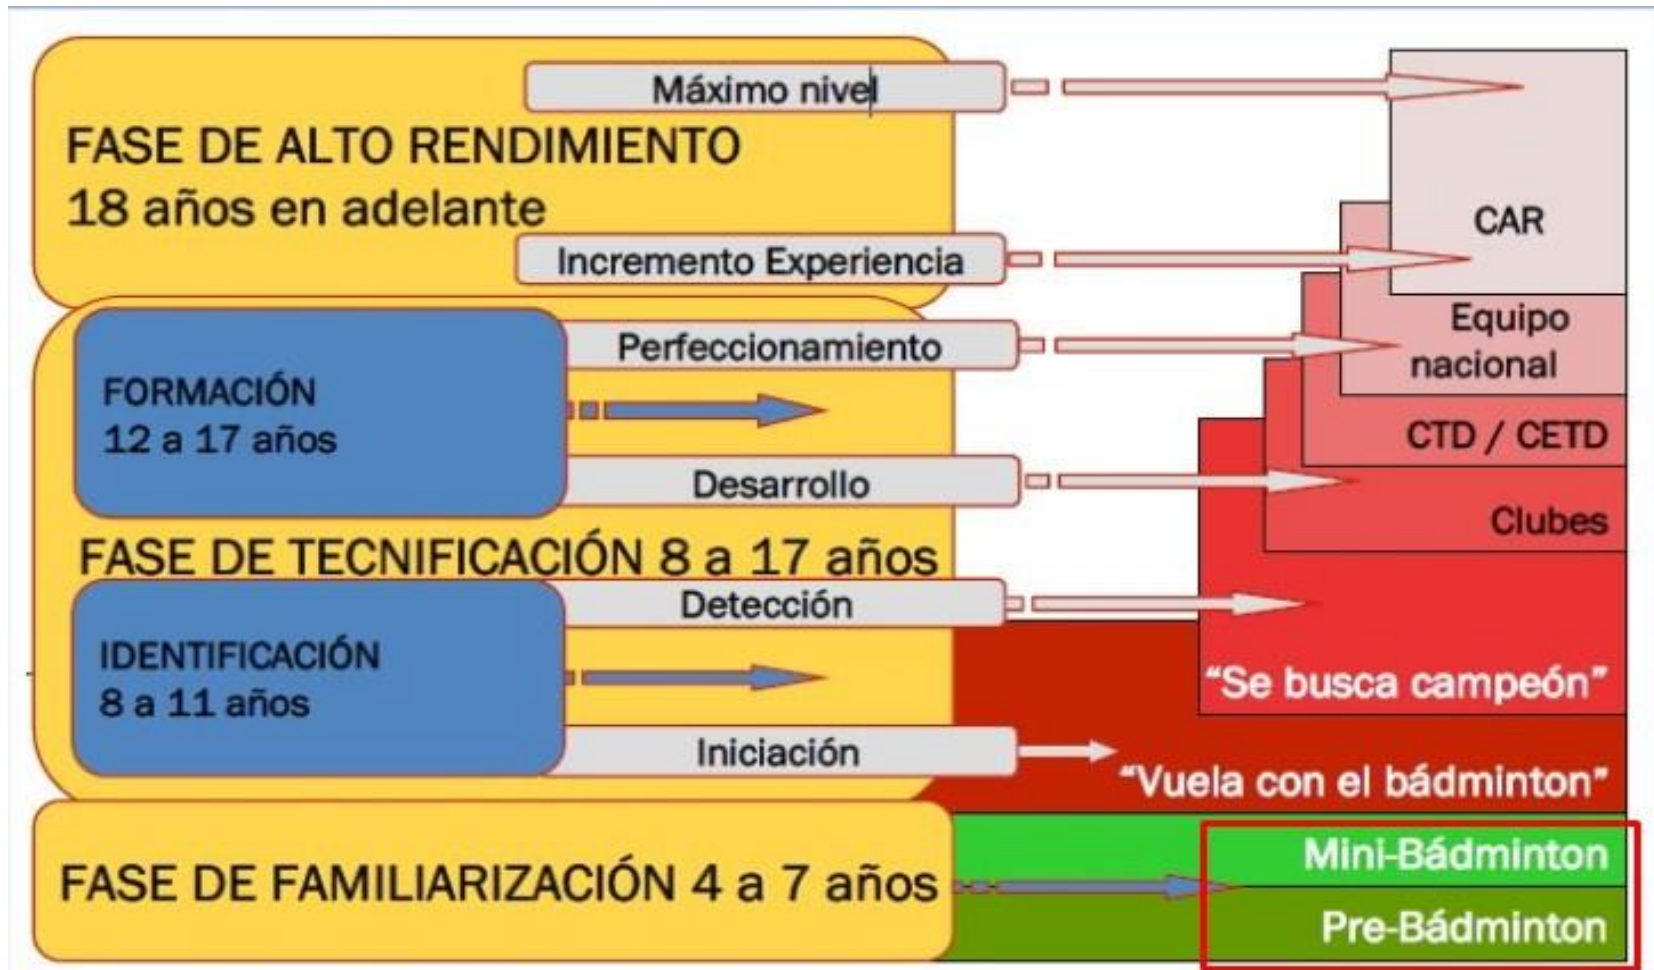 Máximo nivel
FASE DE ALTO RENDIMIENTO
18 años en adelante
CAR
Incremento Experiencia
Equipo
nacional
Perfeccionamiento
FORMACIÓN
12 a 17 años
CTD / CETD
Desarrollo
Clubes
FASE DE TECNIFICACIÓN 8 a 17 años
Detección
IDENTIFICACIÓN
8 a 11 años
“Se busca campeón”
Iniciación
“Vuela con el bádminton”
Mini-Bádminton
FASE DE FAMILIARIZACIÓN 4 a 7 años
Pre-Bádminton